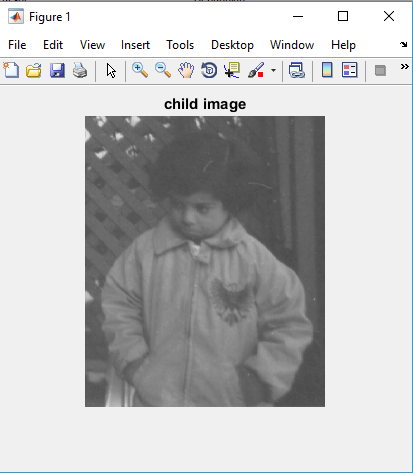 Figure 1
File Edit View Insert Tools Desktop Window Help
child image